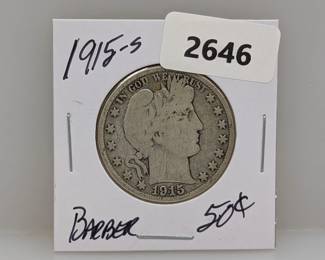 1915-S
2646
IN GOD WE TRUST
1915
BARBER
50¢